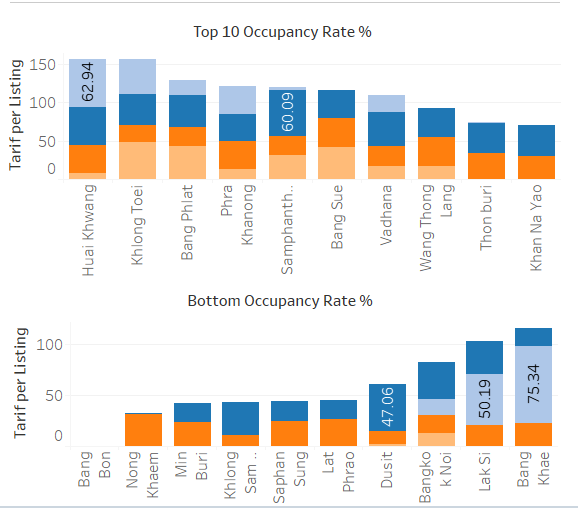 Top 10 Occupancy Rate %
Tarif per Listing
150
100
50
0
62.94
60.09
Huai Khwang
Khlong Toei
Bang Phlat
Phra
Khanong
Samphanth..
Bang Sue
Vadhana
Wang Thong
Lang
Thon buri
Khan Na Yao
Bottom Occupancy Rate %
Tarif per Listing
100
50
0
47.06
50.19
75.34
Bang
Bon
Nong
Khaem
Min
Buri
Khlong
Sam ..
Saphan
Sung
Lat
Phrao
Dusit
Bangko
k Noi
Lak Si
Bang
Khae